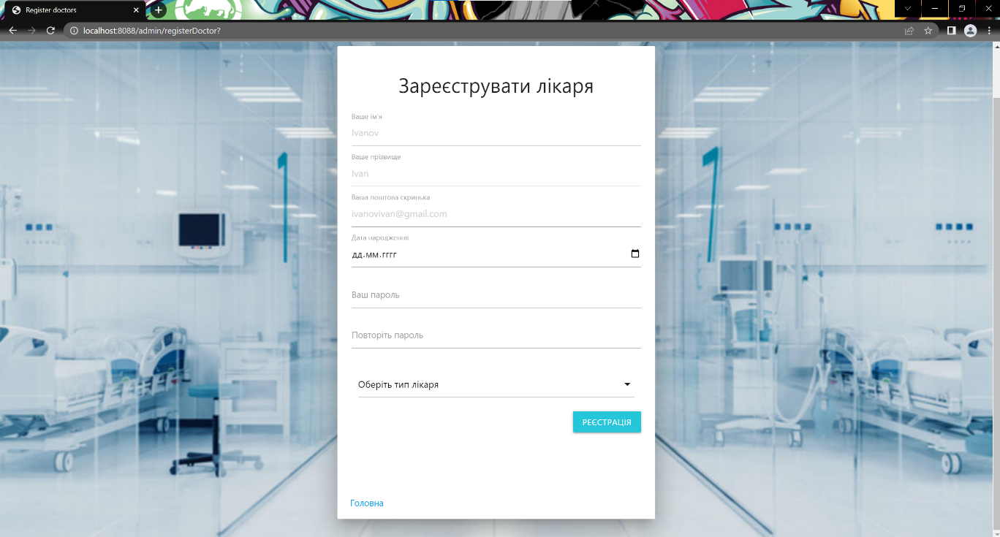 Register doctors
localhost:8088/admin/registerDoctor?
Зареєструвати лікаря
Ваше ім'я
Ivanov
Ваше прізвище
Ivan
Ваша поштова скринька
ivanovivan@gmail.com
Дата народження
дд.мм.гггг
Ваш пароль
Повторіть пароль
Оберіть тип лікаря
РЕЄСТРАЦІЯ
Головна